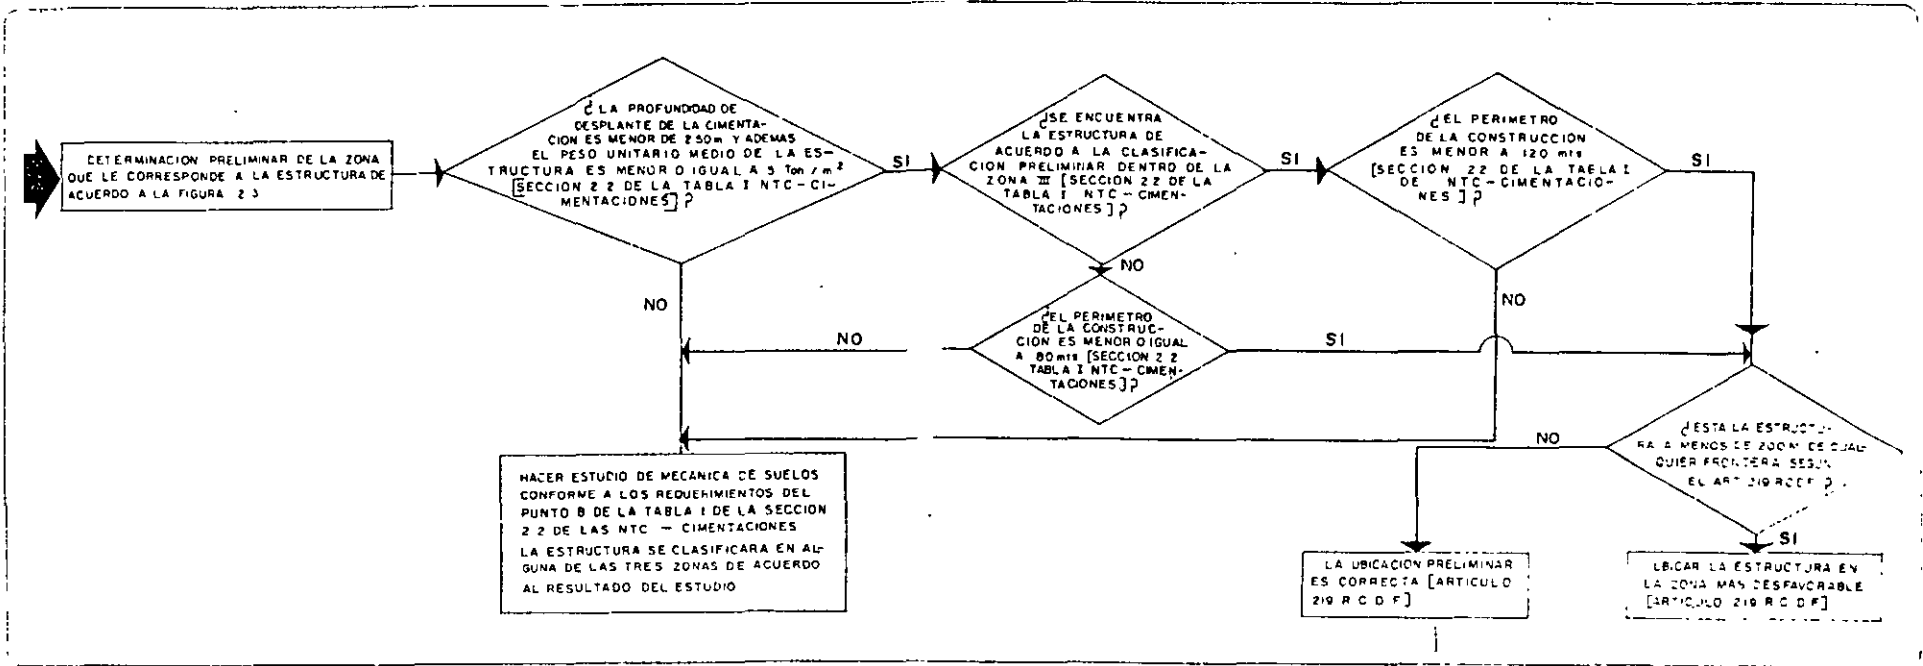 DETERMINACION PRELIMINAR DE LA ZONA
QUE LE CORRESPONDE A LA ESTRUCTURA DE
ACUERDO A LA FIGURA 2.3
¿LA PROFUNDIDAD DE
DESPLANTE DE LA CIMENTA-
CION ES MENOR DE 2.50m Y ADEMAS
EL PESO UNITARIO MEDIO DE LA ES-
TRUCTURA ES MENOR O IGUAL A 5 Ton / m²
[SECCION 2.2 DE LA TABLA I NTC-CI-
MENTACIONES]?
SI
NO
¿SE ENCUENTRA
LA ESTRUCTURA DE
ACUERDO A LA CLASIFICA-
CION PRELIMINAR DENTRO DE LA
ZONA III [SECCION 2.2 DE LA
TABLA I NTC - CIMEN-
TACIONES]?
SI
NO
¿EL PERIMETRO
DE LA CONSTRUCCION
ES MENOR A 120 mts
[SECCION 2.2 DE LA TABLA I
DE NTC-CIMENTACIO-
NES ]?
SI
NO
¿EL PERIMETRO
DE LA CONSTRUC-
CION ES MENOR O IGUAL
A 80 mts [SECCION 2.2
TABLA I NTC-CIMEN-
TACIONES]?
NO
SI
¿ESTA LA ESTRUCTU-
RA A MENOS DE 200M DE CUAL-
QUIER FRONTERA SEGUN
EL ART 219 RCDF ?
NO
SI
HACER ESTUDIO DE MECANICA DE SUELOS
CONFORME A LOS REQUERIMIENTOS DEL
PUNTO B DE LA TABLA I DE LA SECCION
2.2 DE LAS NTC - CIMENTACIONES
LA ESTRUCTURA SE CLASIFICARA EN AL-
GUNA DE LAS TRES ZONAS DE ACUERDO
AL RESULTADO DEL ESTUDIO
LA UBICACION PRELIMINAR
ES CORRECTA [ARTICULO
219 R C D F]
UBICAR LA ESTRUCTURA EN
LA ZONA MAS DESFAVORABLE
[ARTICULO 219 R C D F]